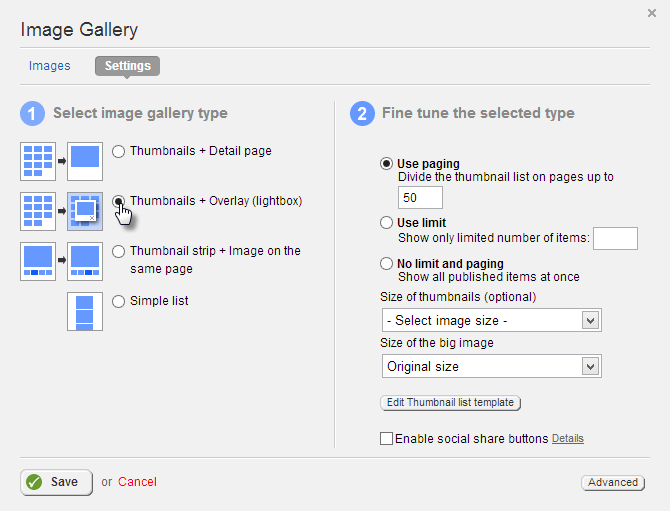 Image Gallery
Images
Settings
1 Select image gallery type
Thumbnails + Detail page
Thumbnails + Overlay (lightbox)
Thumbnail strip + Image on the
same page
Simple list
2 Fine tune the selected type
Use paging
Divide the thumbnail list on pages up to
50
Use limit
Show only limited number of items:
No limit and paging
Show all published items at once
Size of thumbnails (optional)
- Select image size -
Size of the big image
Original size
Edit Thumbnail list template
Enable social share buttons Details
Save or Cancel
Advanced